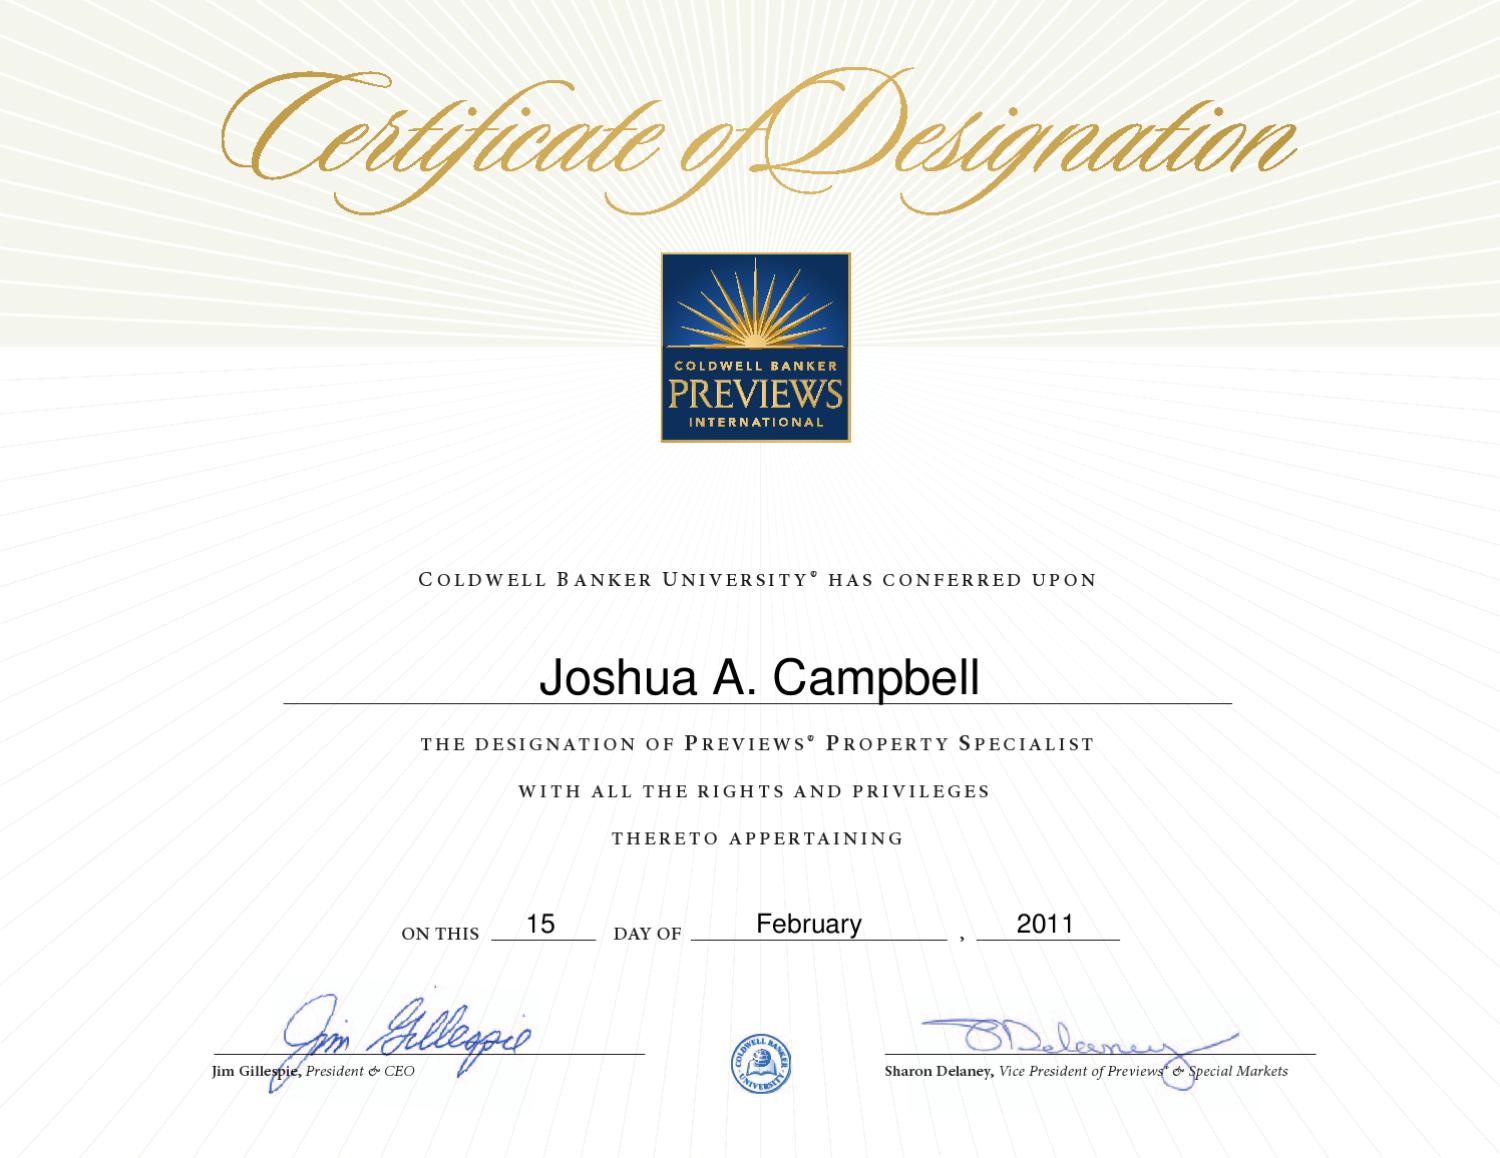 Certificate of Designation
COLDWELL BANKER
PREVIEWS
INTERNATIONAL
COLDWELL BANKER UNIVERSITY® HAS CONFERRED UPON
Joshua A. Campbell
THE DESIGNATION OF PREVIEWS® PROPERTY SPECIALIST
WITH ALL THE RIGHTS AND PRIVILEGES
THERETO APPERTAINING
ON THIS 15 DAY OF February , 2011
Jim Gillespie
SDelaney
Jim Gillespie, President & CEO
COLDWELL BANKER
UNIVERSITY
Sharon Delaney, Vice President of Previews® & Special Markets